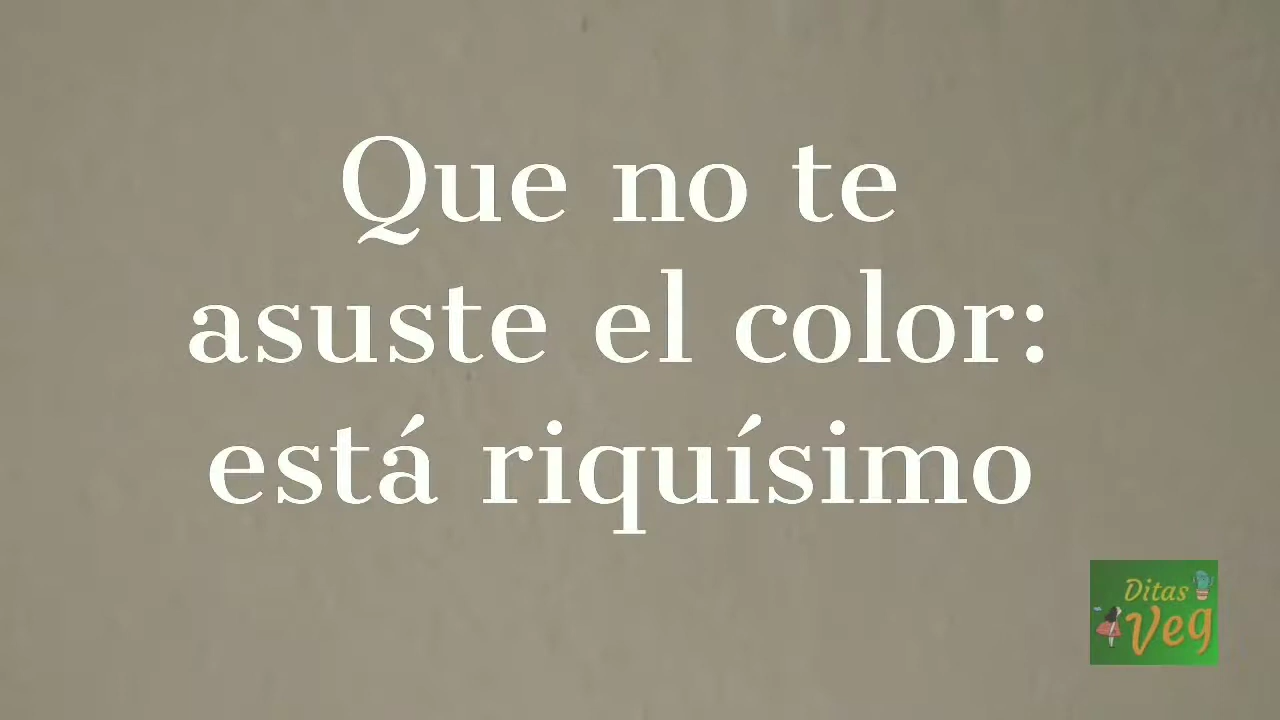 Que no te
asuste el color:
está riquísimo
Ditas
Veg